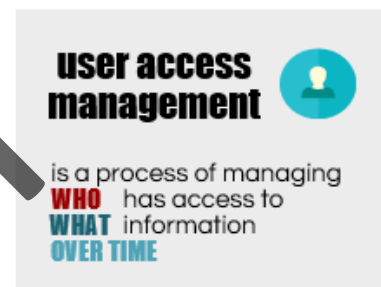 user access
management
is a process of managing
WHO has access to
WHAT information
OVER TIME